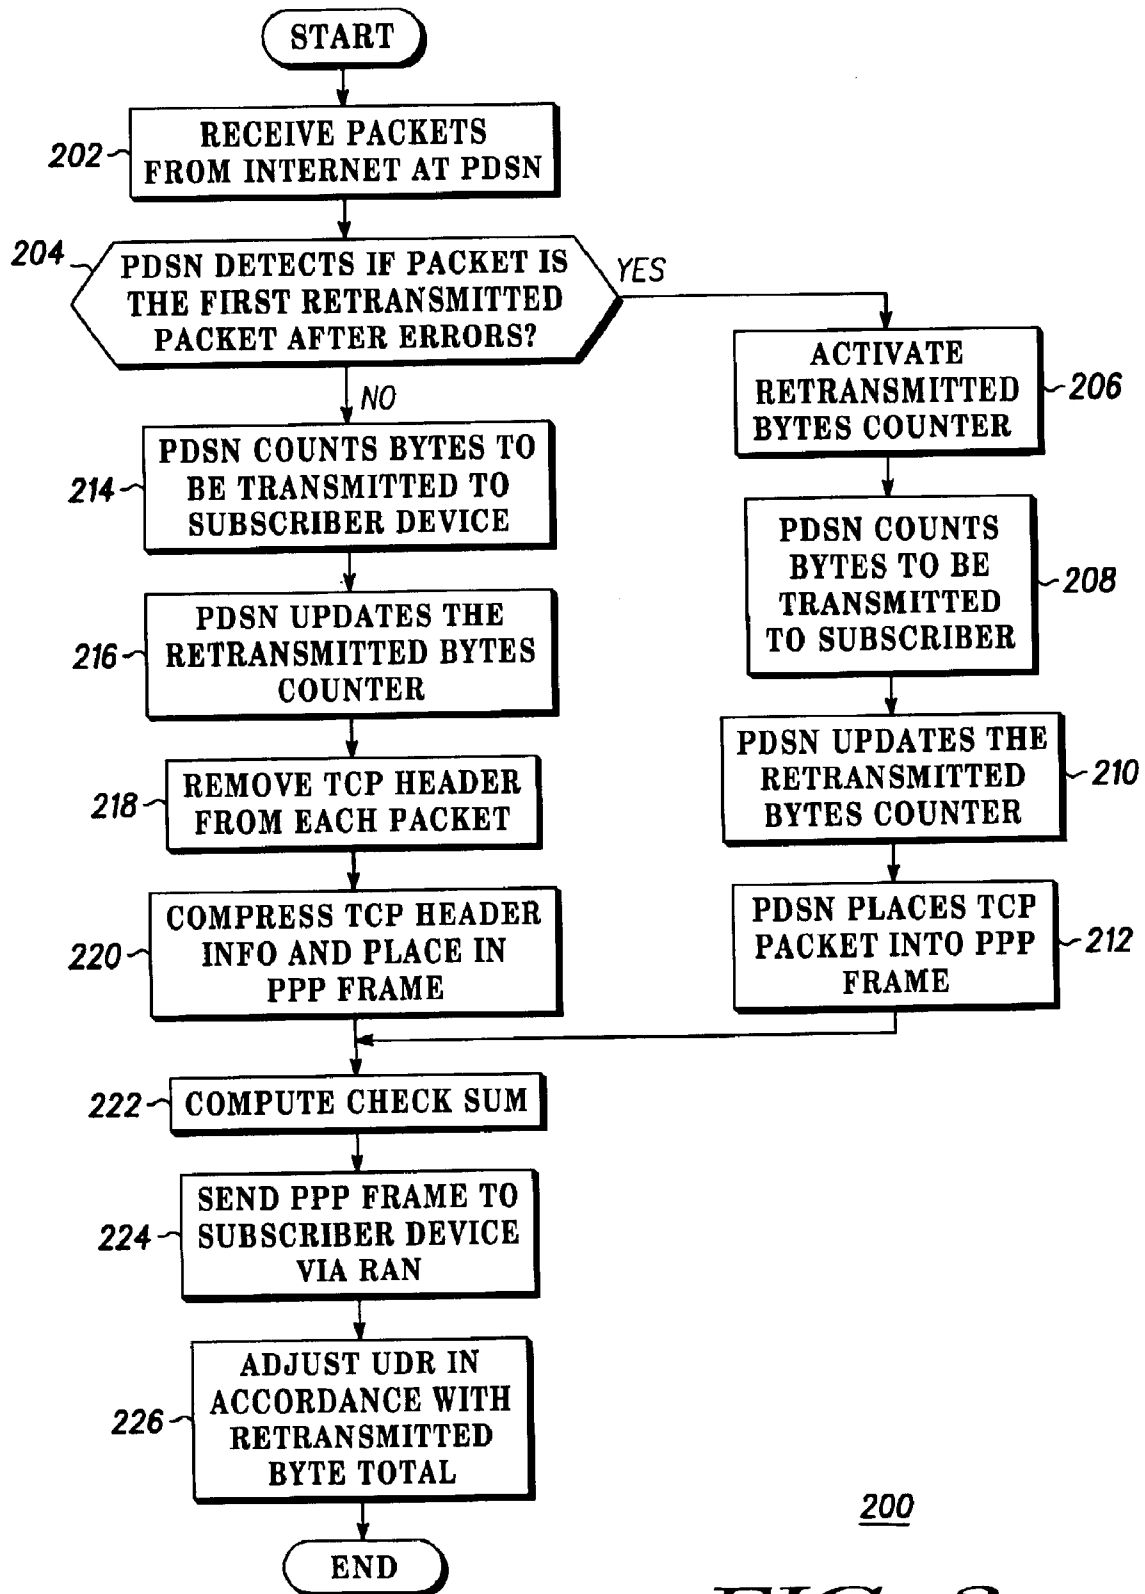 START
202
RECEIVE PACKETS
FROM INTERNET AT PDSN
204
PDSN DETECTS IF PACKET IS
THE FIRST RETRANSMITTED
PACKET AFTER ERRORS?
YES
NO
ACTIVATE
RETRANSMITTED
BYTES COUNTER
206
PDSN COUNTS
BYTES TO BE
TRANSMITTED
TO SUBSCRIBER
208
PDSN UPDATES THE
RETRANSMITTED
BYTES COUNTER
210
PDSN PLACES TCP
PACKET INTO PPP
FRAME
212
214
PDSN COUNTS BYTES TO
BE TRANSMITTED TO
SUBSCRIBER DEVICE
216
PDSN UPDATES THE
RETRANSMITTED BYTES
COUNTER
218
REMOVE TCP HEADER
FROM EACH PACKET
220
COMPRESS TCP HEADER
INFO AND PLACE IN
PPP FRAME
222
COMPUTE CHECK SUM
224
SEND PPP FRAME TO
SUBSCRIBER DEVICE
VIA RAN
226
ADJUST UDR IN
ACCORDANCE WITH
RETRANSMITTED
BYTE TOTAL
END
200